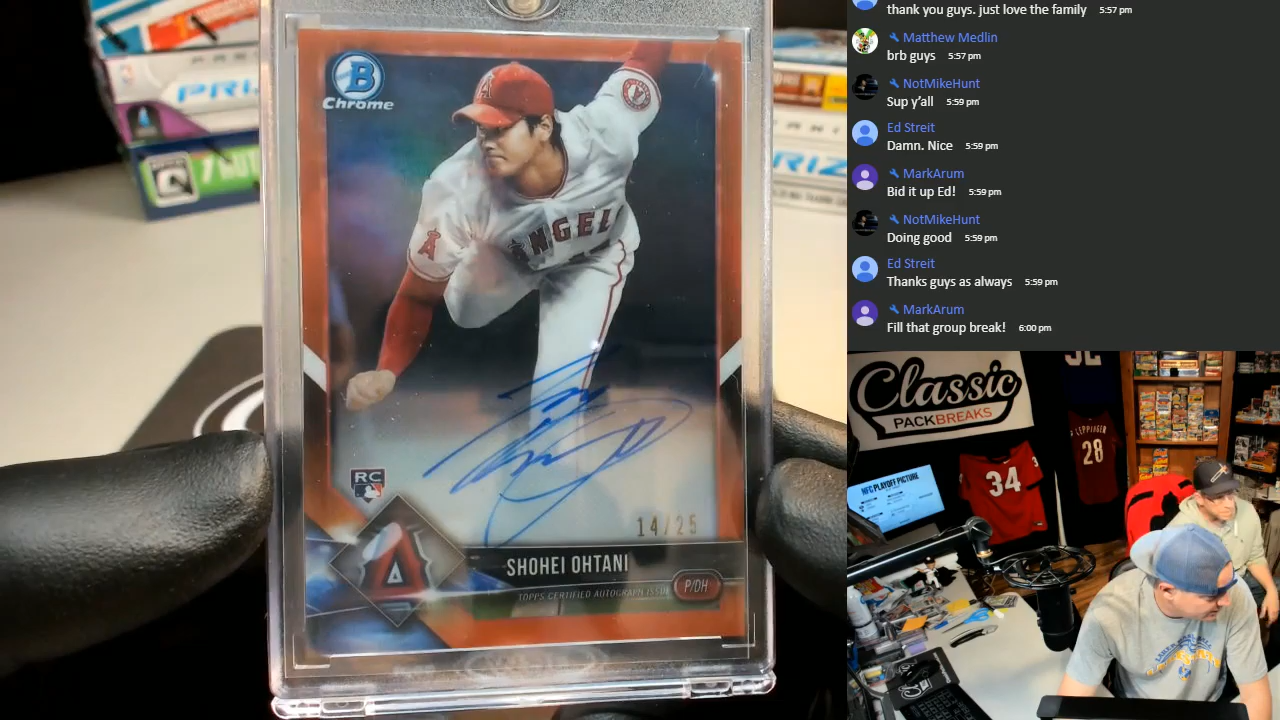 B
Chrome
A
ANGEL
A
RC
A
14/25
SHOHEI OHTANI
TOPPS CERTIFIED AUTOGRAPH ISSUE
P/DH
thank you guys. just love the family 5:57 pm
Matthew Medlin
brb guys 5:57 pm
NotMikeHunt
Sup y'all 5:59 pm
Ed Streit
Damn. Nice 5:59 pm
MarkArum
Bid it up Ed! 5:59 pm
NotMikeHunt
Doing good 5:59 pm
Ed Streit
Thanks guys as always 5:59 pm
MarkArum
Fill that group break! 6:00 pm
Classic
PACKBREAKS
LEPPINGER
28
34
NFC PLAYOFF PICTURE